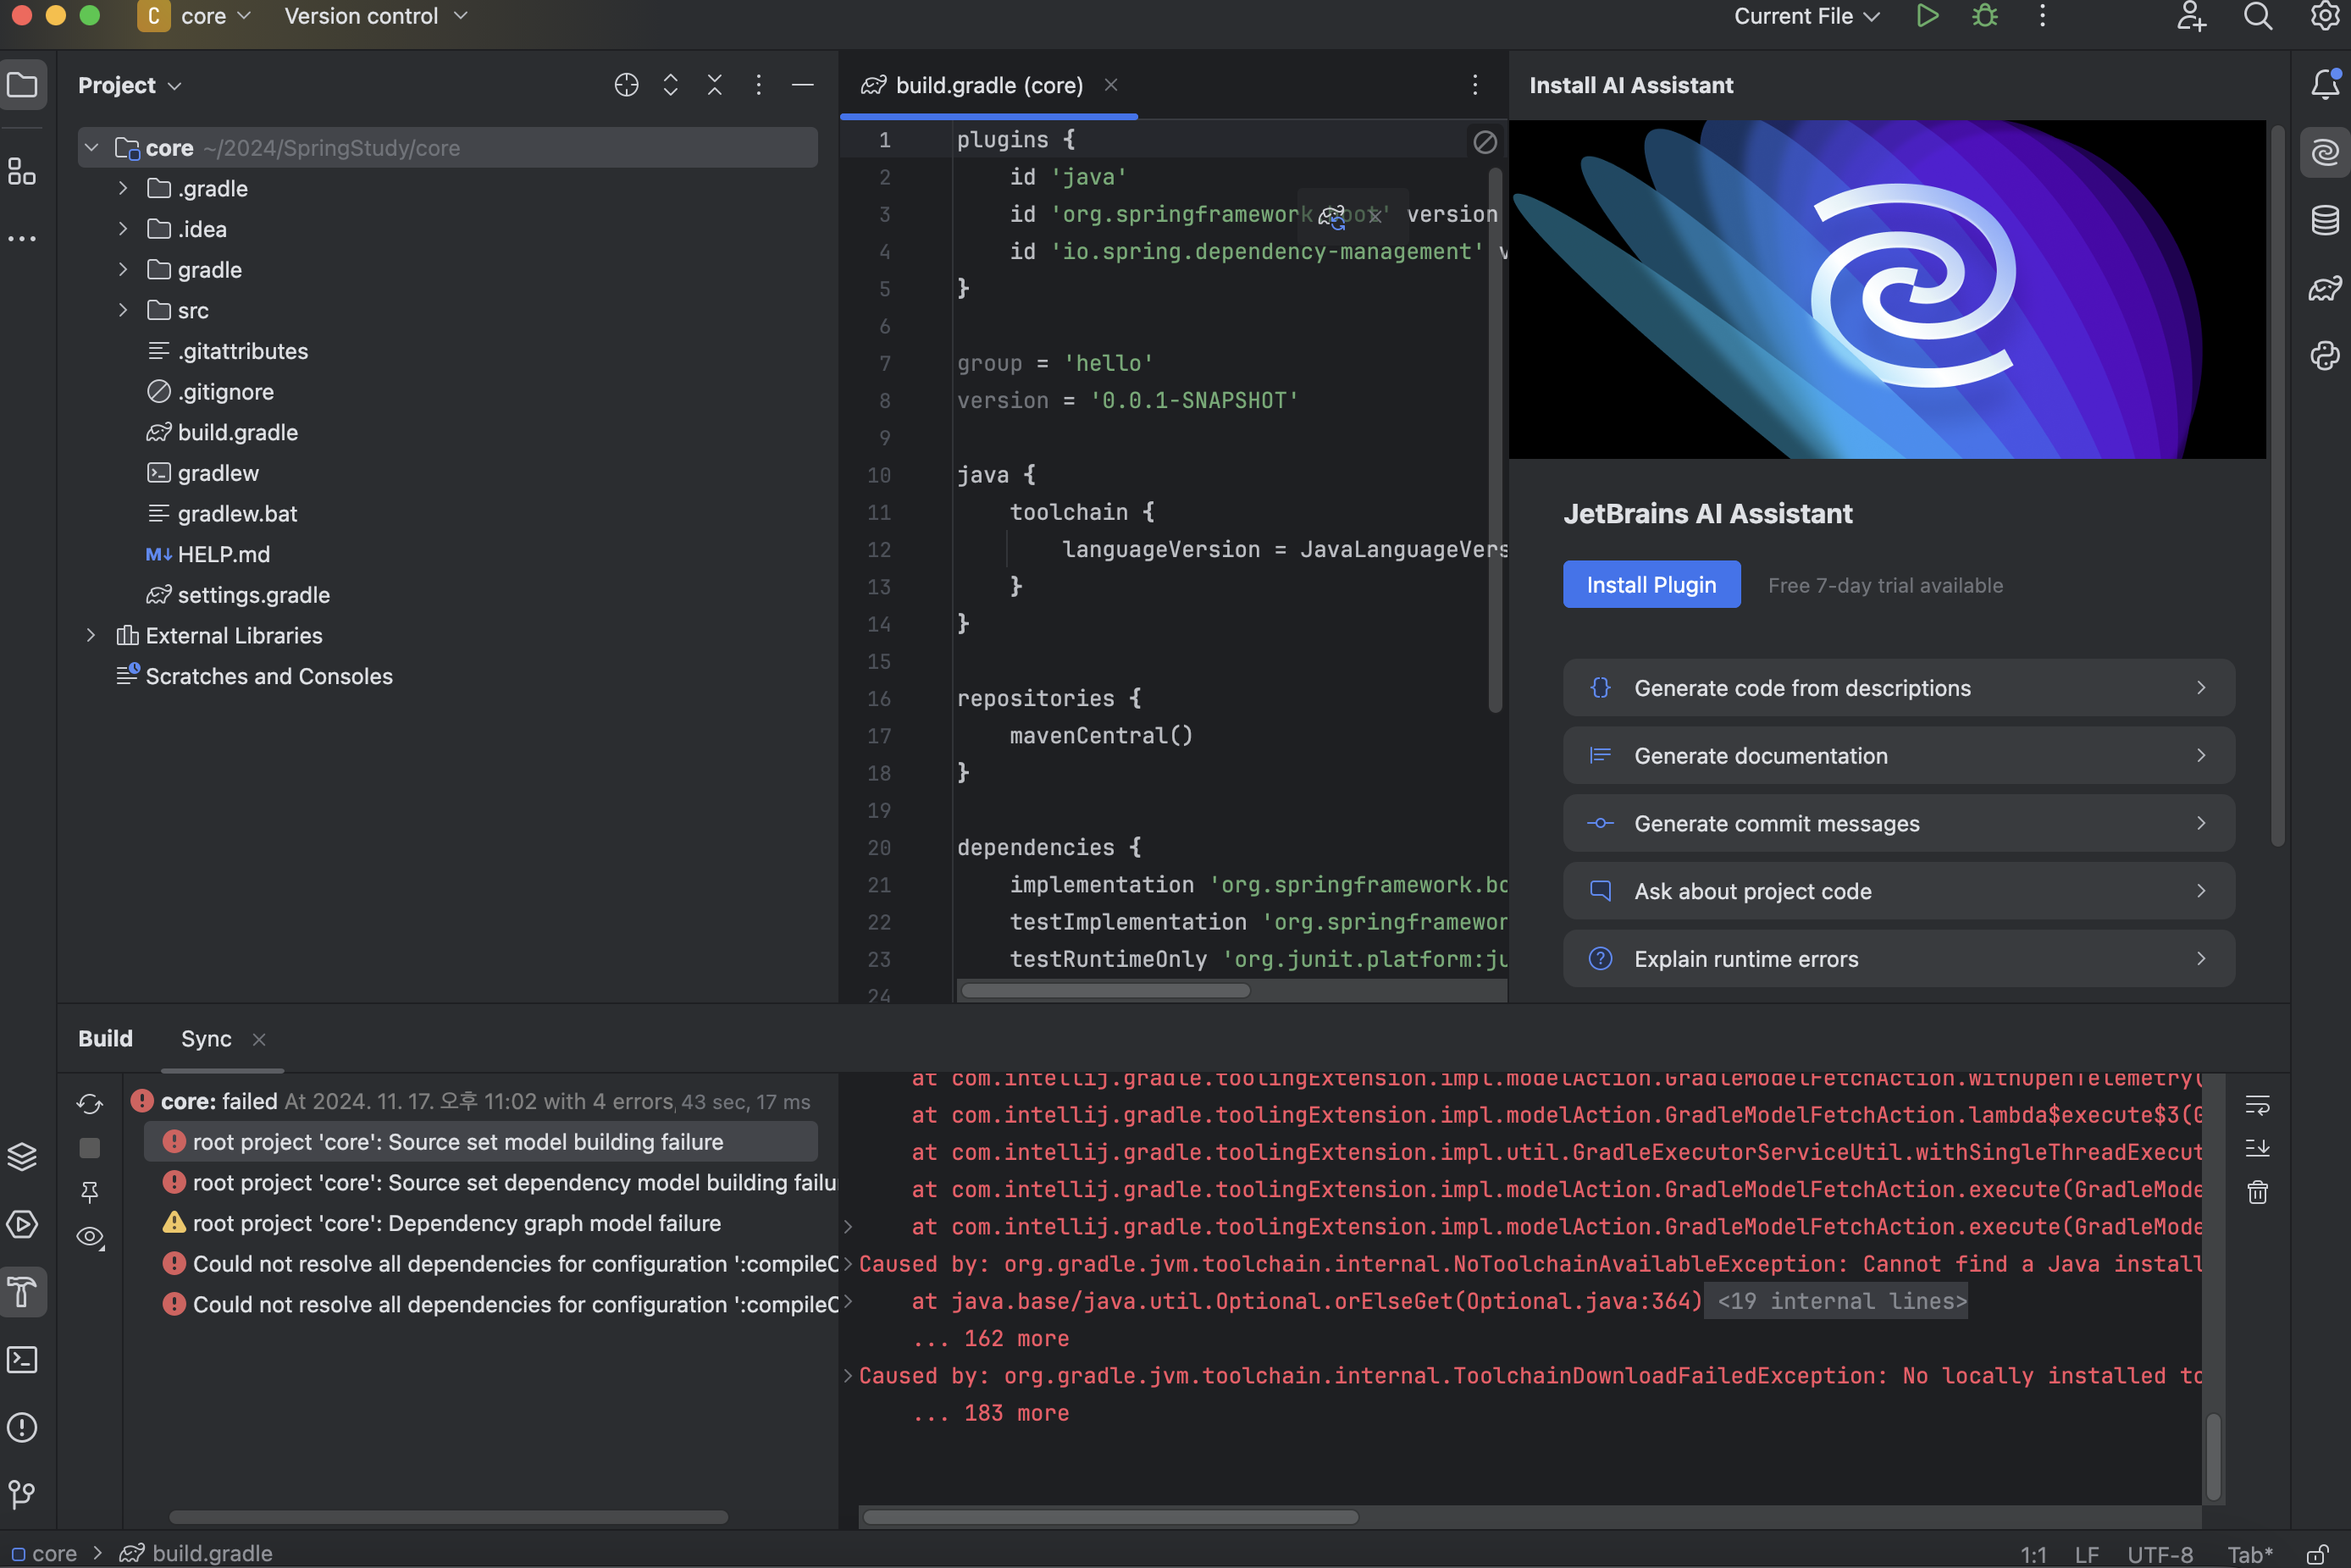 C core
Version control
Current File
Project
core ~/2024/SpringStudy/core
.gradle
.idea
gradle
src
.gitattributes
.gitignore
build.gradle
gradlew
gradlew.bat
M↓ HELP.md
settings.gradle
External Libraries
Scratches and Consoles
build.gradle (core)
1 plugins {
2 id 'java'
3 id 'org.springframework.boot' version
4 id 'io.spring.dependency-management' v
5 }
6
7 group = 'hello'
8 version = '0.0.1-SNAPSHOT'
9
10 java {
11 toolchain {
12 languageVersion = JavaLanguageVers
13 }
14 }
15
16 repositories {
17 mavenCentral()
18 }
19
20 dependencies {
21 implementation 'org.springframework.bo
22 testImplementation 'org.springframewor
23 testRuntimeOnly 'org.junit.platform:ju
24
Install AI Assistant
JetBrains AI Assistant
Install Plugin
Free 7-day trial available
Generate code from descriptions
Generate documentation
Generate commit messages
Ask about project code
Explain runtime errors
Build
Sync
core: failed At 2024. 11. 17. 오후 11:02 with 4 errors, 43 sec, 17 ms
root project 'core': Source set model building failure
root project 'core': Source set dependency model building failu
root project 'core': Dependency graph model failure
Could not resolve all dependencies for configuration ':compileC
Could not resolve all dependencies for configuration ':compileC
at com.intellij.gradle.toolingExtension.impl.modelAction.GradleModelFetchAction.withOpenTelemetry(
at com.intellij.gradle.toolingExtension.impl.modelAction.GradleModelFetchAction.lambda$execute$3(G
at com.intellij.gradle.toolingExtension.impl.util.GradleExecutorServiceUtil.withSingleThreadExecut
at com.intellij.gradle.toolingExtension.impl.modelAction.GradleModelFetchAction.execute(GradleMode
at com.intellij.gradle.toolingExtension.impl.modelAction.GradleModelFetchAction.execute(GradleMode
Caused by: org.gradle.jvm.toolchain.internal.NoToolchainAvailableException: Cannot find a Java install
at java.base/java.util.Optional.orElseGet(Optional.java:364) <19 internal lines>
... 162 more
Caused by: org.gradle.jvm.toolchain.internal.ToolchainDownloadFailedException: No locally installed to
... 183 more
core > build.gradle
1:1 LF UTF-8 Tab*